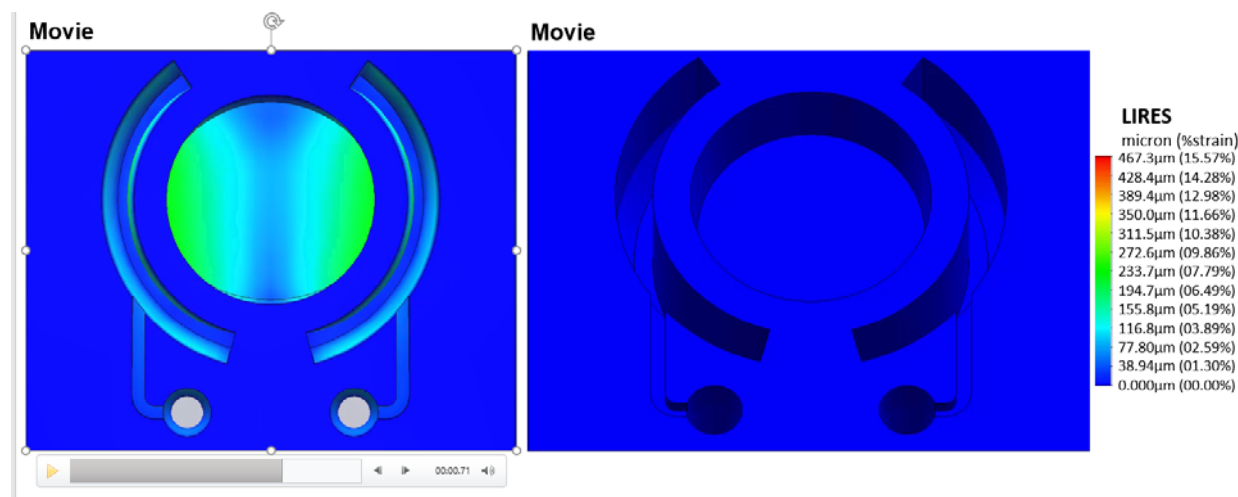 Movie
Movie
LIRES
micron (%strain)
467.3µm (15.57%)
428.4µm (14.28%)
389.4µm (12.98%)
350.0µm (11.66%)
311.5µm (10.38%)
272.6µm (09.86%)
233.7µm (07.79%)
194.7µm (06.49%)
155.8µm (05.19%)
116.8µm (03.89%)
77.80µm (02.59%)
38.94µm (01.30%)
0.000µm (00.00%)
00:00.71